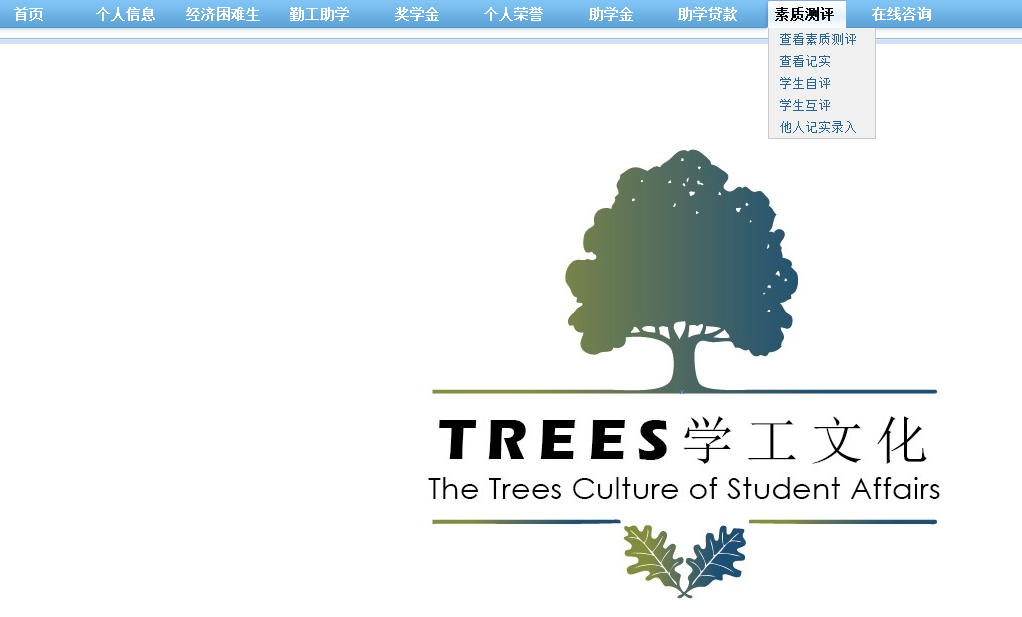 首页 个人信息 经济困难生 勤工助学 奖学金 个人荣誉 助学金 助学贷款 素质测评 在线咨询
查看素质测评
查看记实
学生自评
学生互评
他人记实录入
TREES学工文化
The Trees Culture of Student Affairs